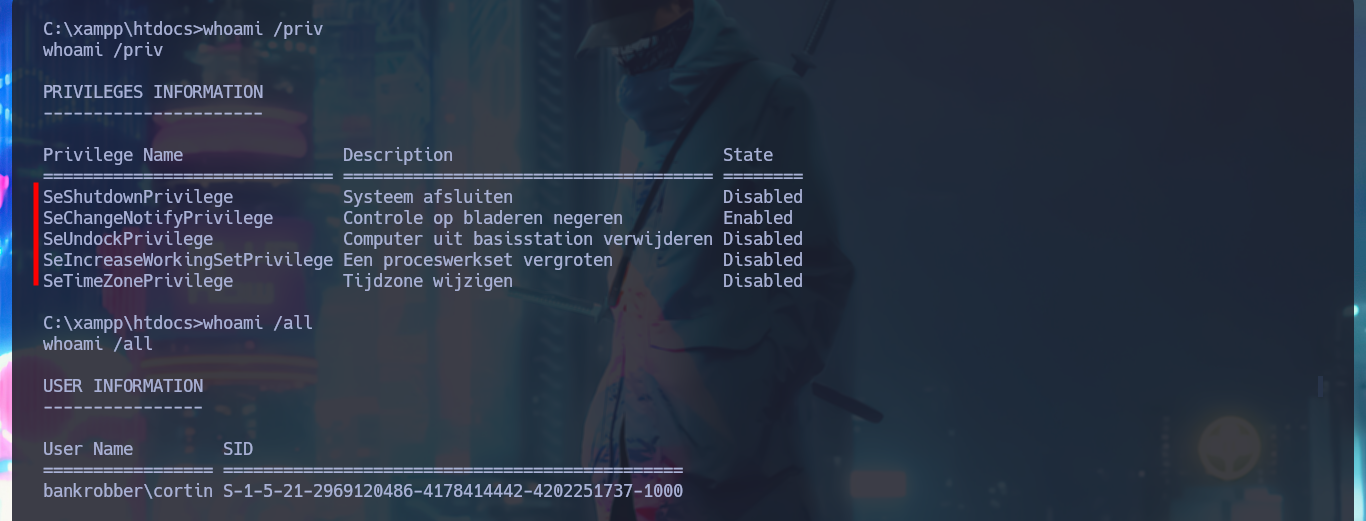 C:\xampp\htdocs>whoami /priv
whoami /priv
PRIVILEGES INFORMATION
----------------------
Privilege Name                Description                           State
============================= ===================================== ========
SeShutdownPrivilege           Systeem afsluiten                     Disabled
SeChangeNotifyPrivilege       Controle op bladeren negeren          Enabled
SeUndockPrivilege             Computer uit basisstation verwijderen Disabled
SeIncreaseWorkingSetPrivilege Een proceswerkset vergroten           Disabled
SeTimeZonePrivilege           Tijdzone wijzigen                     Disabled
C:\xampp\htdocs>whoami /all
whoami /all
USER INFORMATION
----------------
User Name         SID
================= ==============================================
bankrobber\cortin S-1-5-21-2969120486-4178414442-4202251737-1000